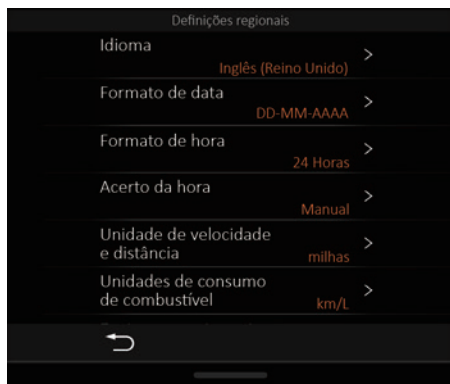 Definições regionais
Idioma
Inglês (Reino Unido)
Formato de data
DD-MM-AAAA
Formato de hora
24 Horas
Acerto da hora
Manual
Unidade de velocidade
e distância
milhas
Unidades de consumo
de combustível
km/L